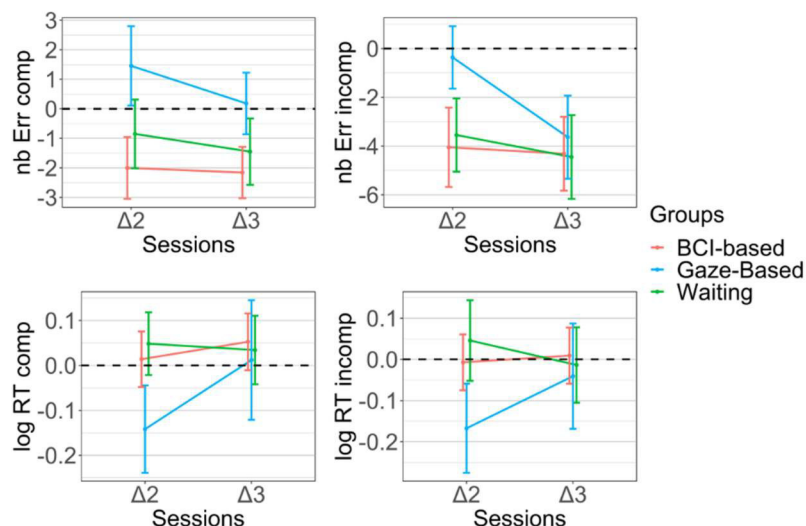 nb Err comp
3
2
1
0
-1
-2
-3
Δ2
Δ3
Sessions
nb Err incomp
0
-2
-4
-6
Δ2
Δ3
Sessions
Groups
BCI-based
Gaze-Based
Waiting
log RT comp
0.1
0.0
-0.1
-0.2
Δ2
Δ3
Sessions
log RT incomp
0.1
0.0
-0.1
-0.2
Δ2
Δ3
Sessions